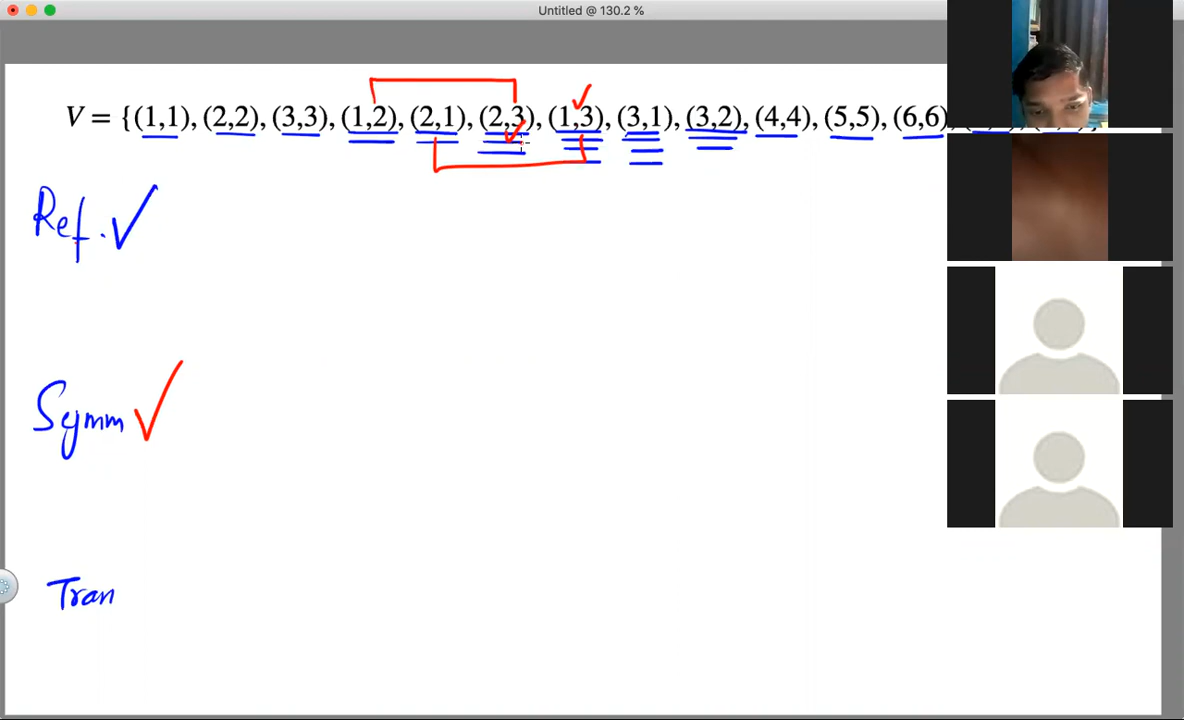 Untitled @ 130.2 %
V = {(1,1), (2,2), (3,3), (1,2), (2,1), (2,3), (1,3), (3,1), (3,2), (4,4), (5,5), (6,6)
Ref. ✓
Symm ✓
Tran